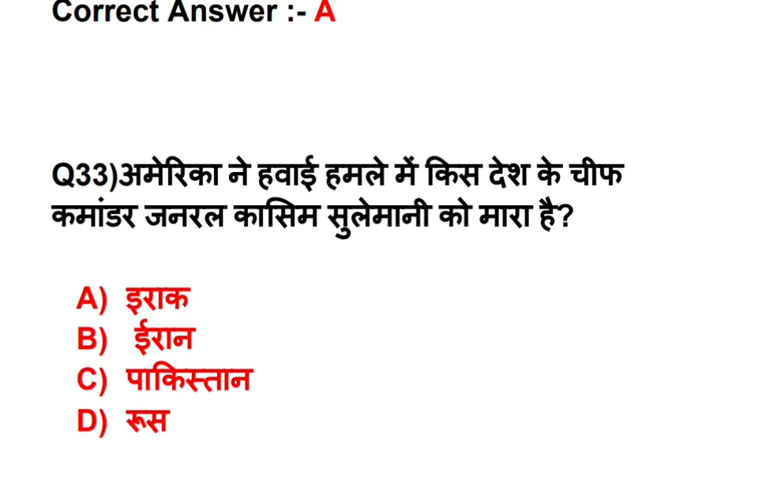 Correct Answer :- A
Q33)अमेरिका ने हवाई हमले में किस देश के चीफ
कमांडर जनरल कासिम सुलेमानी को मारा है?
A) इराक
B) ईरान
C) पाकिस्तान
D) रूस